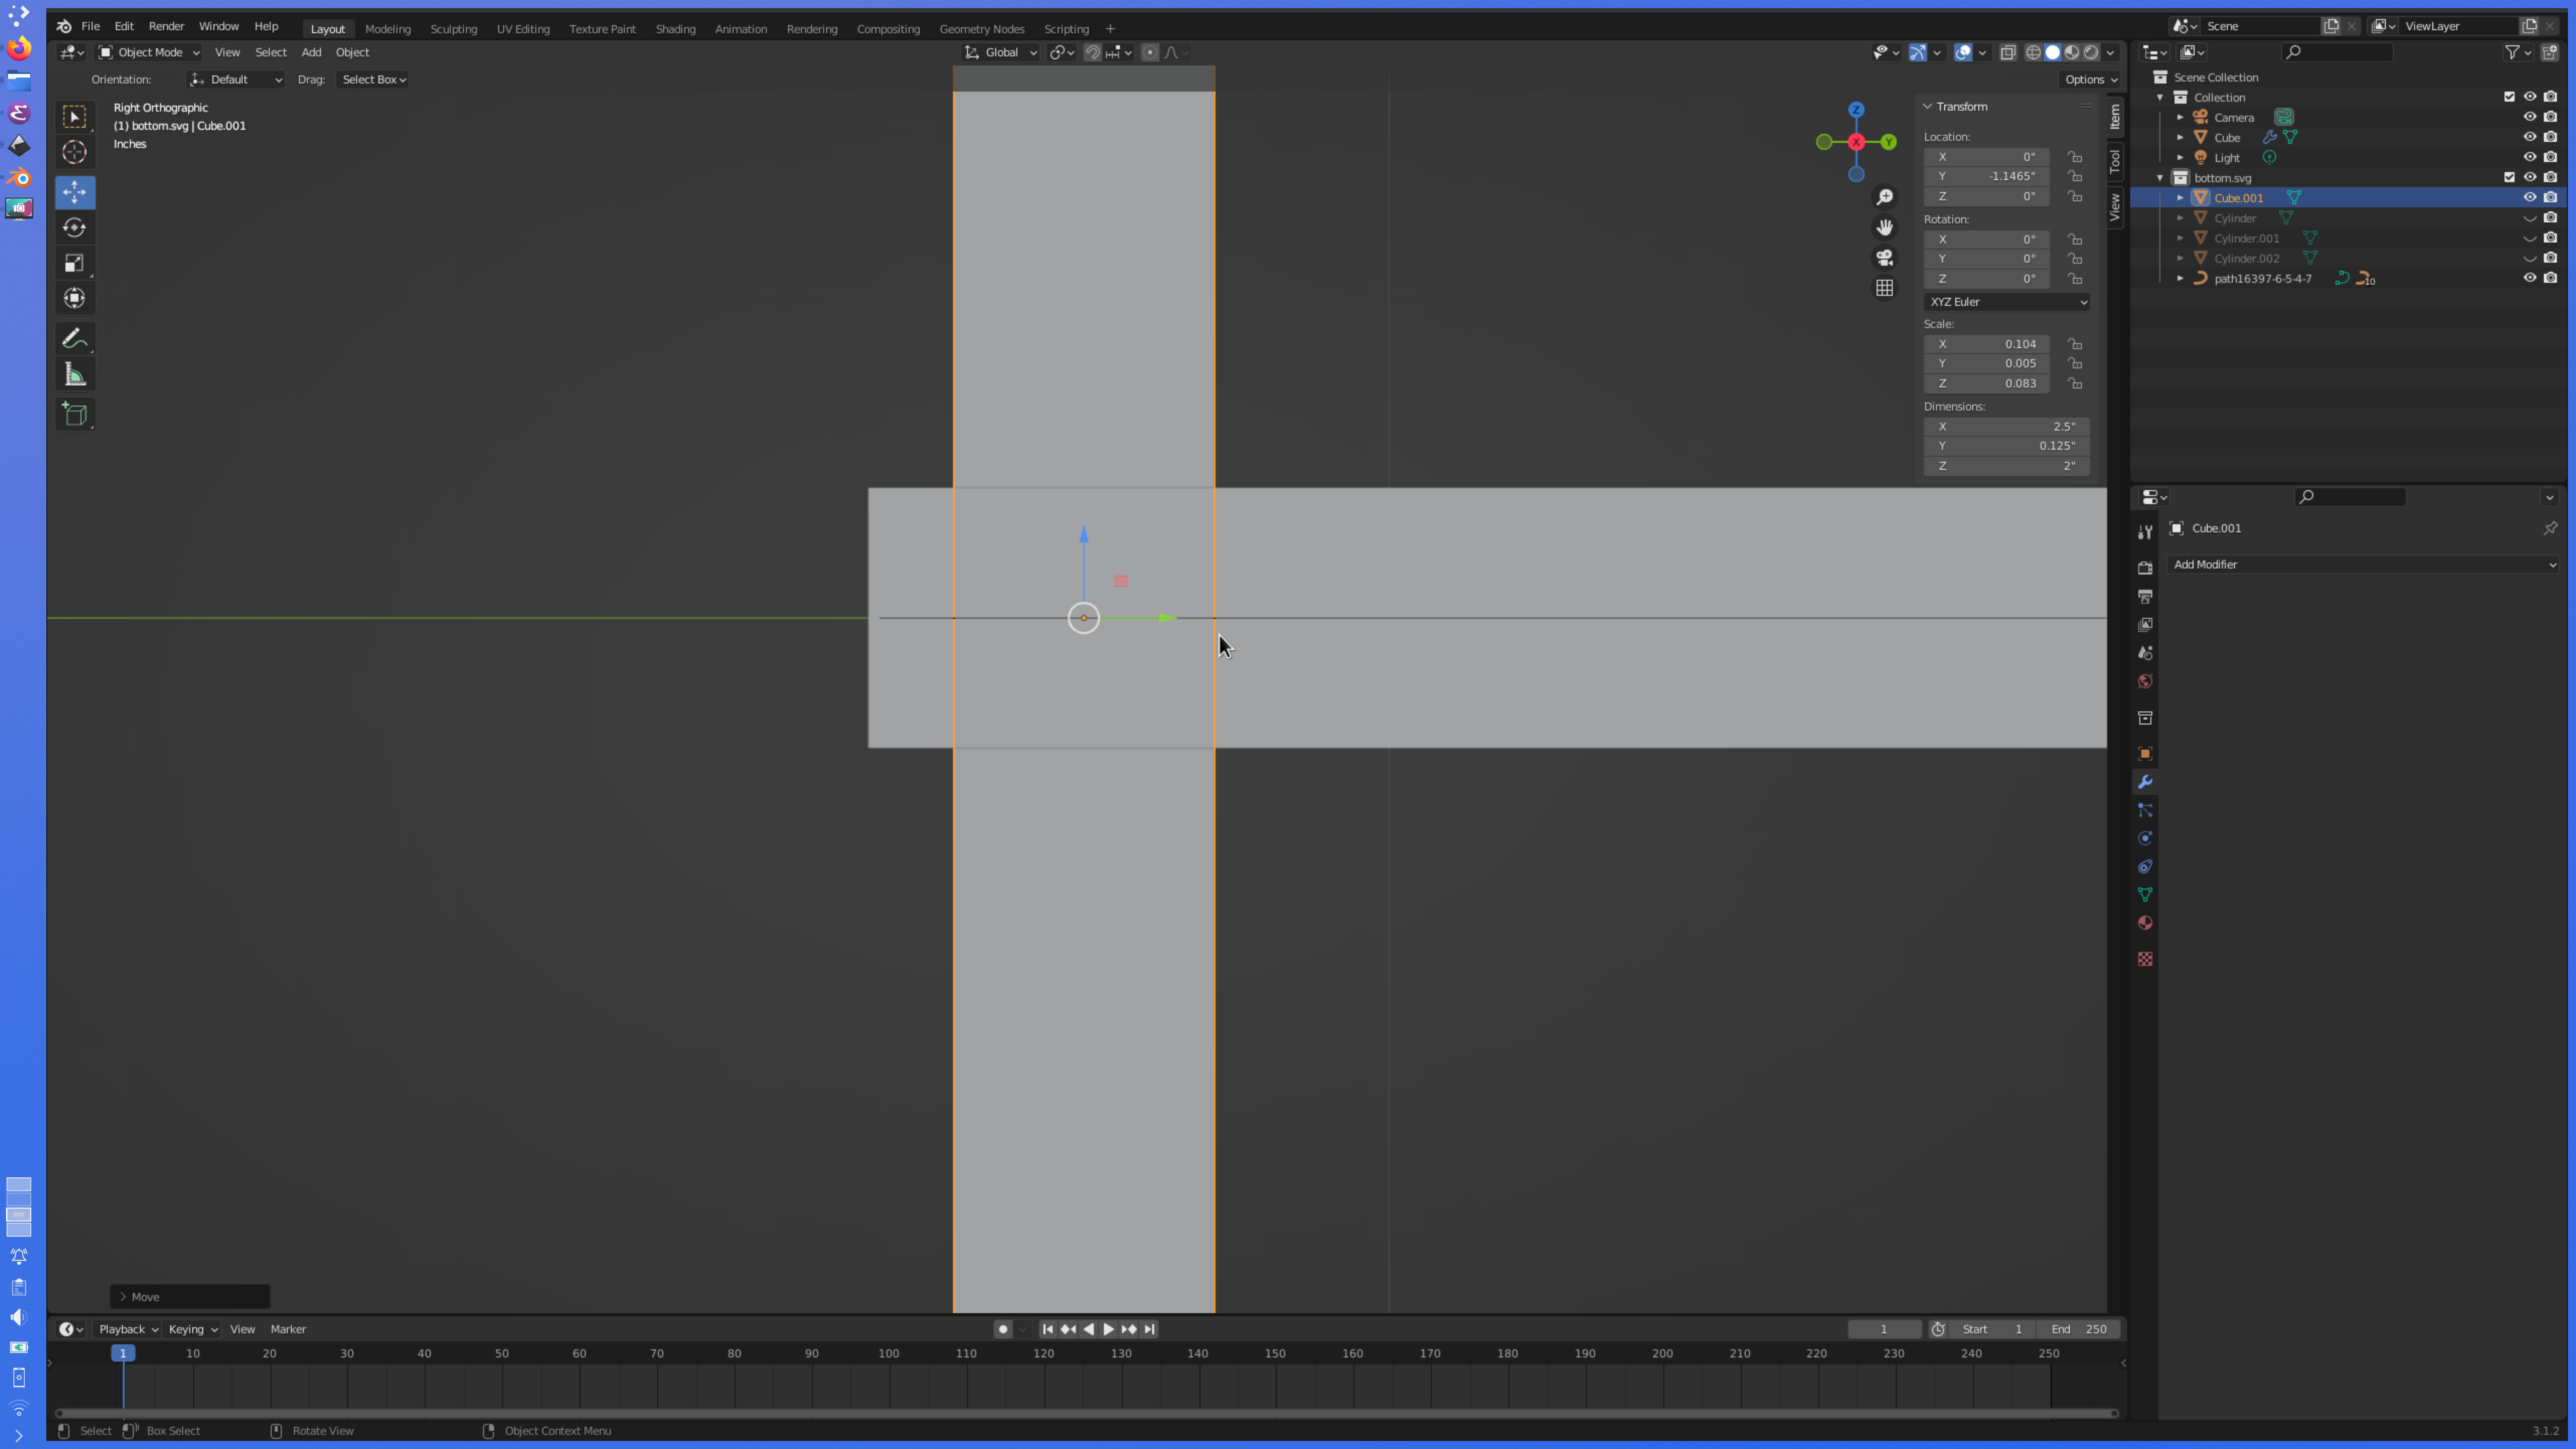 File Edit Render Window Help Layout Modeling Sculpting UV Editing Texture Paint Shading Animation Rendering Compositing Geometry Nodes Scripting + Scene ViewLayer
Object Mode View Select Add Object Global
Orientation: Default Drag: Select Box Options
Right Orthographic
(1) bottom.svg | Cube.001
Inches
Z
Y
X
Transform
Location:
X 0"
Y -1.1465"
Z 0"
Rotation:
X 0°
Y 0°
Z 0°
XYZ Euler
Scale:
X 0.104
Y 0.005
Z 0.083
Dimensions:
X 2.5"
Y 0.125"
Z 2"
Item
Tool
View
Scene Collection
Collection
Camera
Cube
Light
bottom.svg
Cube.001
Cylinder
Cylinder.001
Cylinder.002
path16397-6-5-4-7 10
Cube.001
Add Modifier
Move
Playback Keying View Marker 1 Start 1 End 250
1 10 20 30 40 50 60 70 80 90 100 110 120 130 140 150 160 170 180 190 200 210 220 230 240 250
Select Box Select Rotate View Object Context Menu 3.1.2